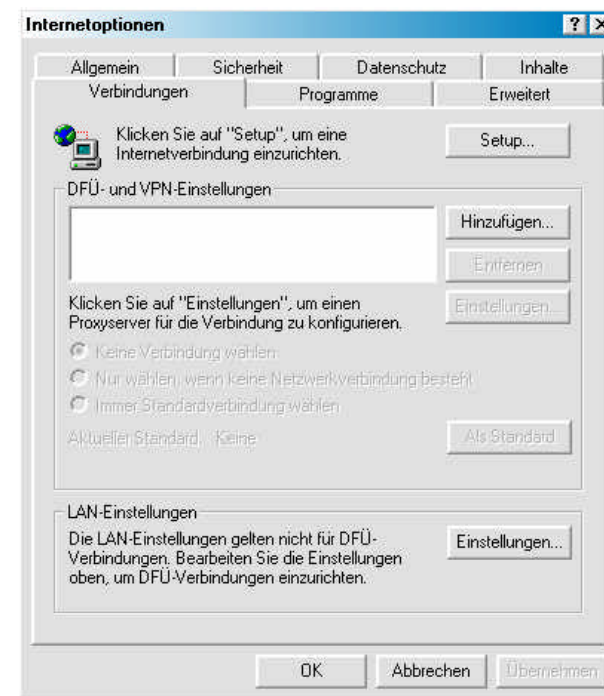 Internetoptionen
Allgemein Sicherheit Datenschutz Inhalte
Verbindungen Programme Erweitert
Klicken Sie auf "Setup", um eine
Internetverbindung einzurichten.
Setup...
DFÜ- und VPN-Einstellungen
Hinzufügen...
Entfernen
Klicken Sie auf "Einstellungen", um einen
Proxyserver für die Verbindung zu konfigurieren.
Einstellungen...
Keine Verbindung wählen
Nur wählen, wenn keine Netzwerkverbindung besteht
Immer Standardverbindung wählen
Aktueller Standard: Keine
Als Standard
LAN-Einstellungen
Die LAN-Einstellungen gelten nicht für DFÜ-
Verbindungen. Bearbeiten Sie die Einstellungen
oben, um DFÜ-Verbindungen einzurichten.
Einstellungen...
OK Abbrechen Übernehmen